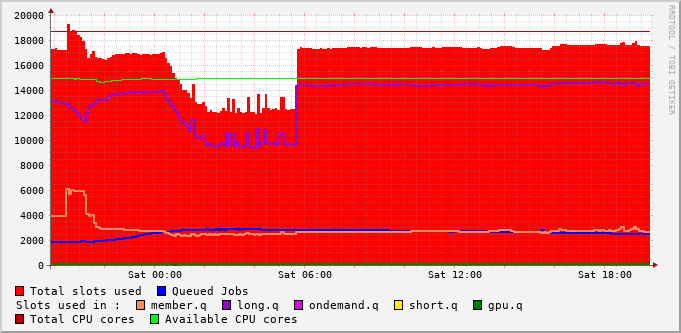 20000
18000
16000
14000
12000
10000
8000
6000
4000
2000
0
Sat 00:00 Sat 06:00 Sat 12:00 Sat 18:00
RRDTOOL / TOBI OETIKER
Total slots used Queued Jobs
Slots used in : member.q long.q ondemand.q short.q gpu.q
Total CPU cores Available CPU cores